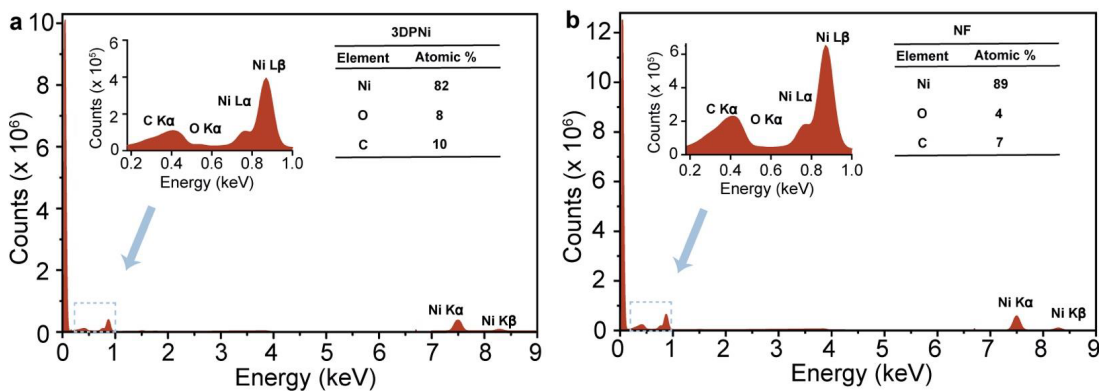 a
3DPNi
Element Atomic %
Ni 82
O 8
C 10
Counts (x 10⁵)
6
4
2
0
C Kα
O Kα
Ni Lα
Ni Lβ
0.2 0.4 0.6 0.8 1.0
Energy (keV)
Counts (x 10⁶)
10
8
6
4
2
0
Ni Kα
Ni Kβ
0 1 2 3 4 5 6 7 8 9
Energy (keV)
b
NF
Element Atomic %
Ni 89
O 4
C 7
Counts (x 10⁵)
6
4
2
0
C Kα
O Kα
Ni Lα
Ni Lβ
0.2 0.4 0.6 0.8 1.0
Energy (keV)
Counts (x 10⁶)
12
10
8
6
4
2
0
Ni Kα
Ni Kβ
0 1 2 3 4 5 6 7 8 9
Energy (keV)